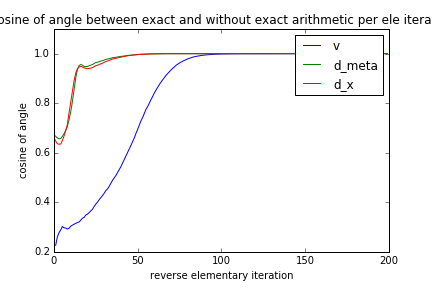 osine of angle between exact and without exact arithmetic per ele itera
1.0
0.8
0.6
0.4
0.2
0
50
100
150
200
cosine of angle
reverse elementary iteration
v
d_meta
d_x